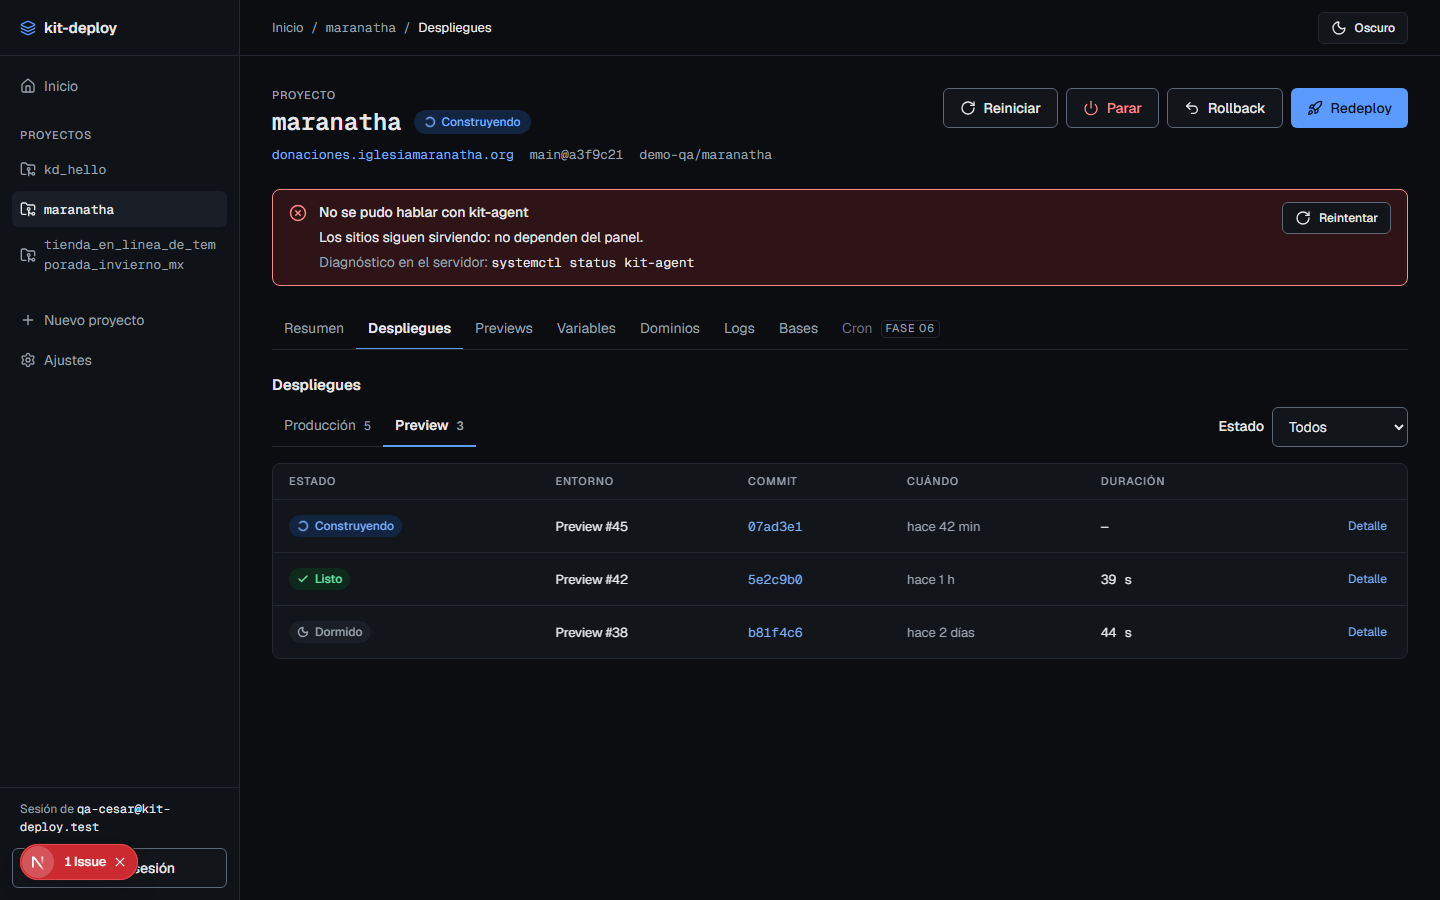 kit-deploy
Inicio / maranatha / Despliegues
Oscuro
Inicio
PROYECTOS
kd_hello
maranatha
tienda_en_linea_de_tem
porada_invierno_mx
Nuevo proyecto
Ajustes
Sesión de qa-cesar@kit-
deploy.test
1 Issue
sesión
PROYECTO
maranatha Construyendo
donaciones.iglesiamaranatha.org main@a3f9c21 demo-qa/maranatha
Reiniciar Parar Rollback Redeploy
No se pudo hablar con kit-agent
Los sitios siguen sirviendo: no dependen del panel.
Diagnóstico en el servidor: systemctl status kit-agent
Reintentar
Resumen Despliegues Previews Variables Dominios Logs Bases Cron FASE 06
Despliegues
Producción 5 Preview 3
Estado Todos
ESTADO ENTORNO COMMIT CUÁNDO DURACIÓN
Construyendo Preview #45 07ad3e1 hace 42 min — Detalle
Listo Preview #42 5e2c9b0 hace 1 h 39 s Detalle
Dormido Preview #38 b81f4c6 hace 2 días 44 s Detalle